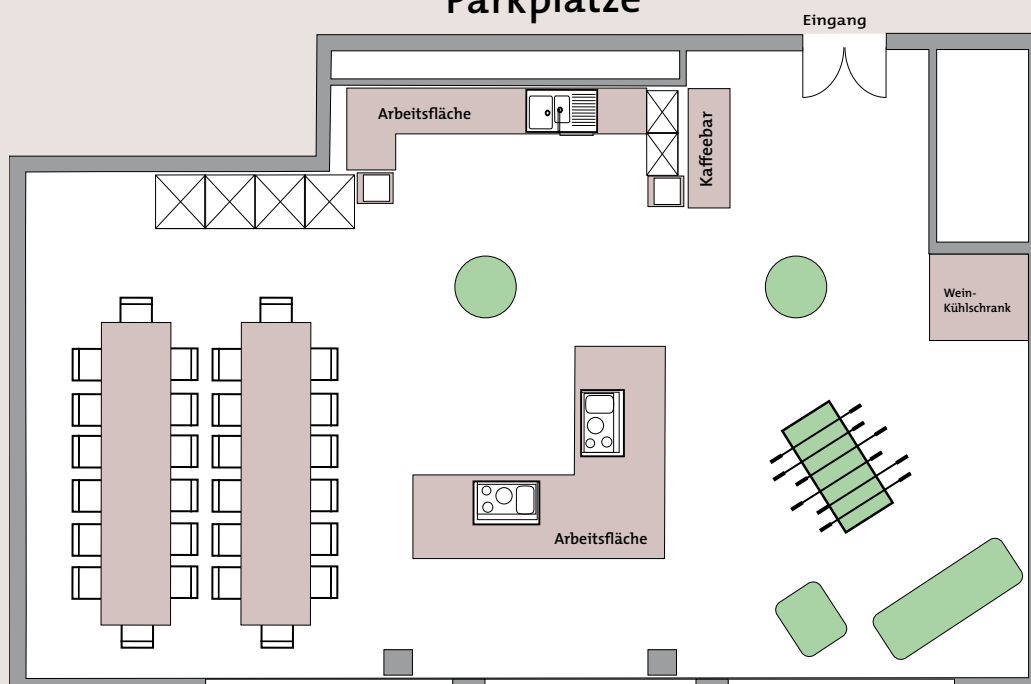 Parkplätze
Eingang
Arbeitsfläche
Kaffeebar
Wein-
Kühlschrank
Arbeitsfläche